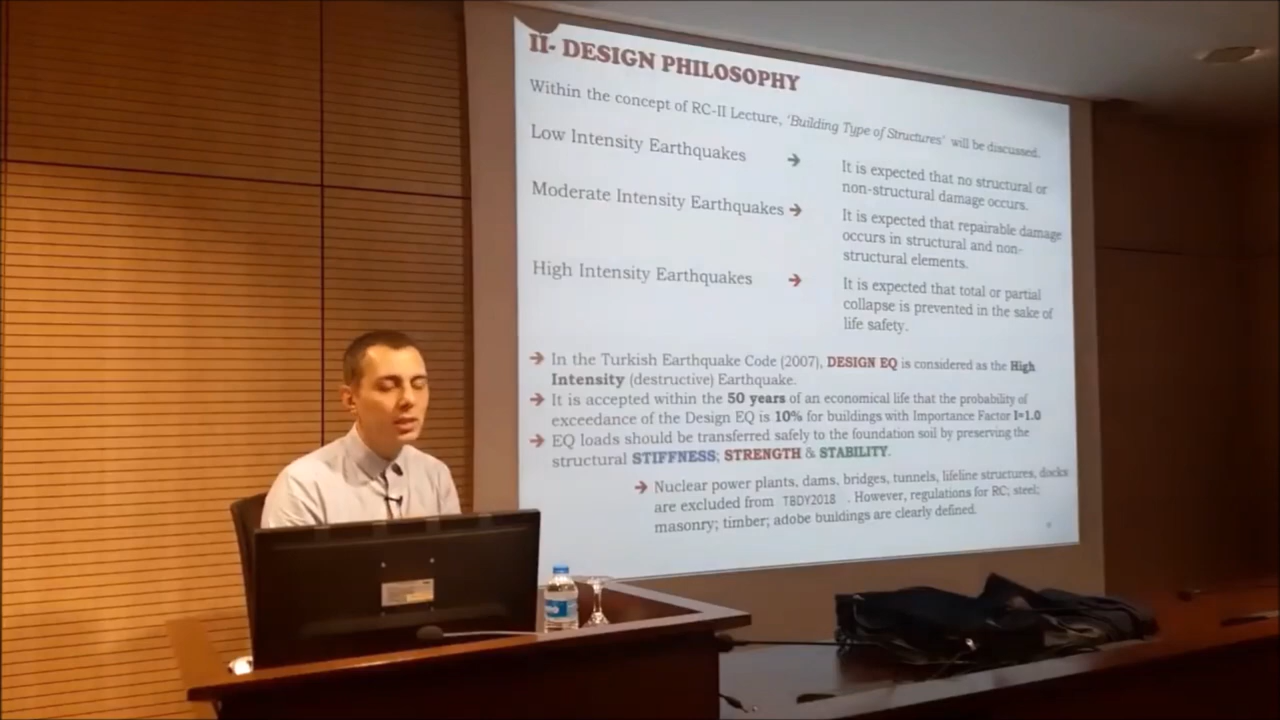 II- DESIGN PHILOSOPHY
Within the concept of RC-II Lecture, 'Building Type of Structures' will be discussed.
Low Intensity Earthquakes → It is expected that no structural or
non-structural damage occurs.
Moderate Intensity Earthquakes → It is expected that repairable damage
occurs in structural and non-
structural elements.
High Intensity Earthquakes → It is expected that total or partial
collapse is prevented in the sake of
life safety.
→ In the Turkish Earthquake Code (2007), DESIGN EQ is considered as the High
Intensity (destructive) Earthquake.
→ It is accepted within the 50 years of an economical life that the probability of
exceedance of the Design EQ is 10% for buildings with Importance Factor I=1.0
→ EQ loads should be transferred safely to the foundation soil by preserving the
structural STIFFNESS; STRENGTH & STABILITY.
→ Nuclear power plants, dams, bridges, tunnels, lifeline structures, docks
are excluded from TBDY2018 . However, regulations for RC; steel;
masonry; timber; adobe buildings are clearly defined.